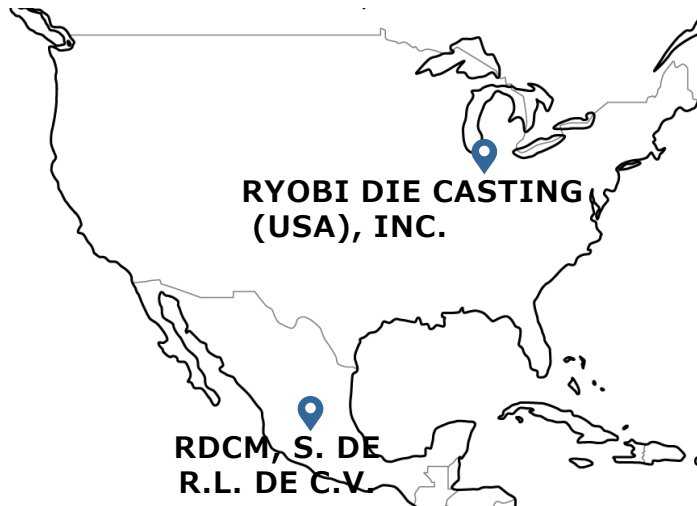 RYOBI DIE CASTING
(USA), INC.
RDCM, S. DE
R.L. DE C.V.